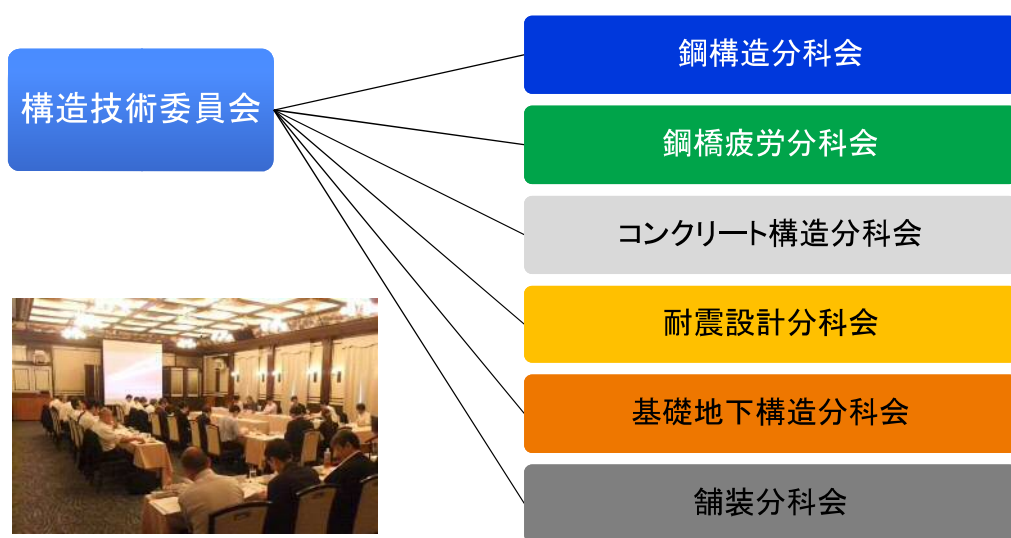 構造技術委員会
鋼構造分科会
鋼橋疲労分科会
コンクリート構造分科会
耐震設計分科会
基礎地下構造分科会
舗装分科会